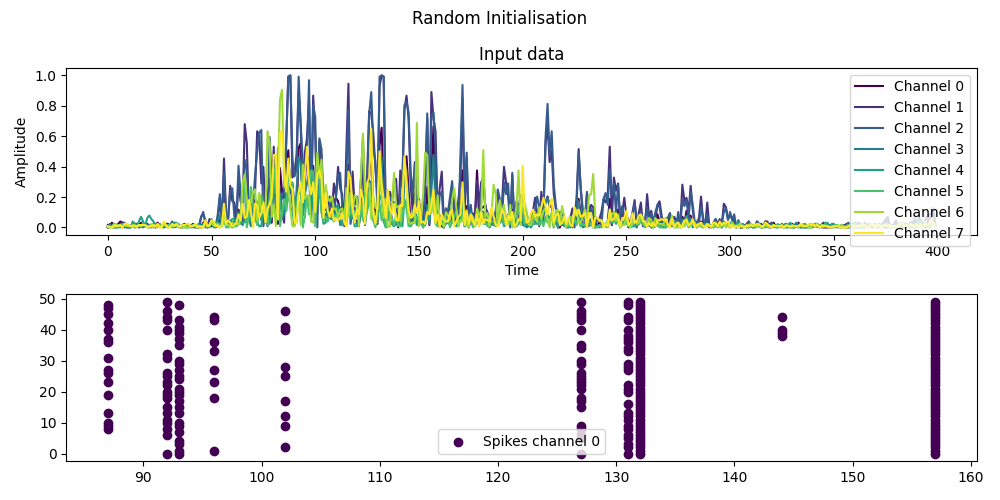 Random Initialisation
Input data
1.0
0.8
0.6
0.4
0.2
0.0
Amplitude
Channel 0
Channel 1
Channel 2
Channel 3
Channel 4
Channel 5
Channel 6
Channel 7
0 50 100 150 200 250 300 350 400
Time
50
40
30
20
10
0
Spikes channel 0
90 100 110 120 130 140 150 160